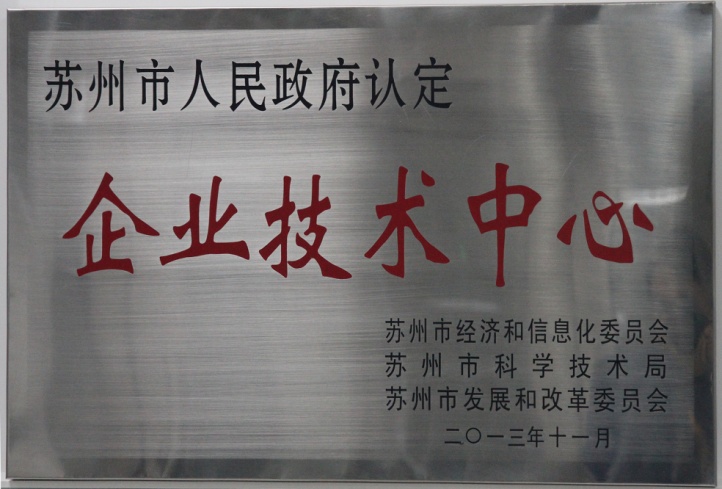 苏州市人民政府认定
企业技术中心
苏州市经济和信息化委员会
苏州市科学技术局
苏州市发展和改革委员会
二〇一三年十一月